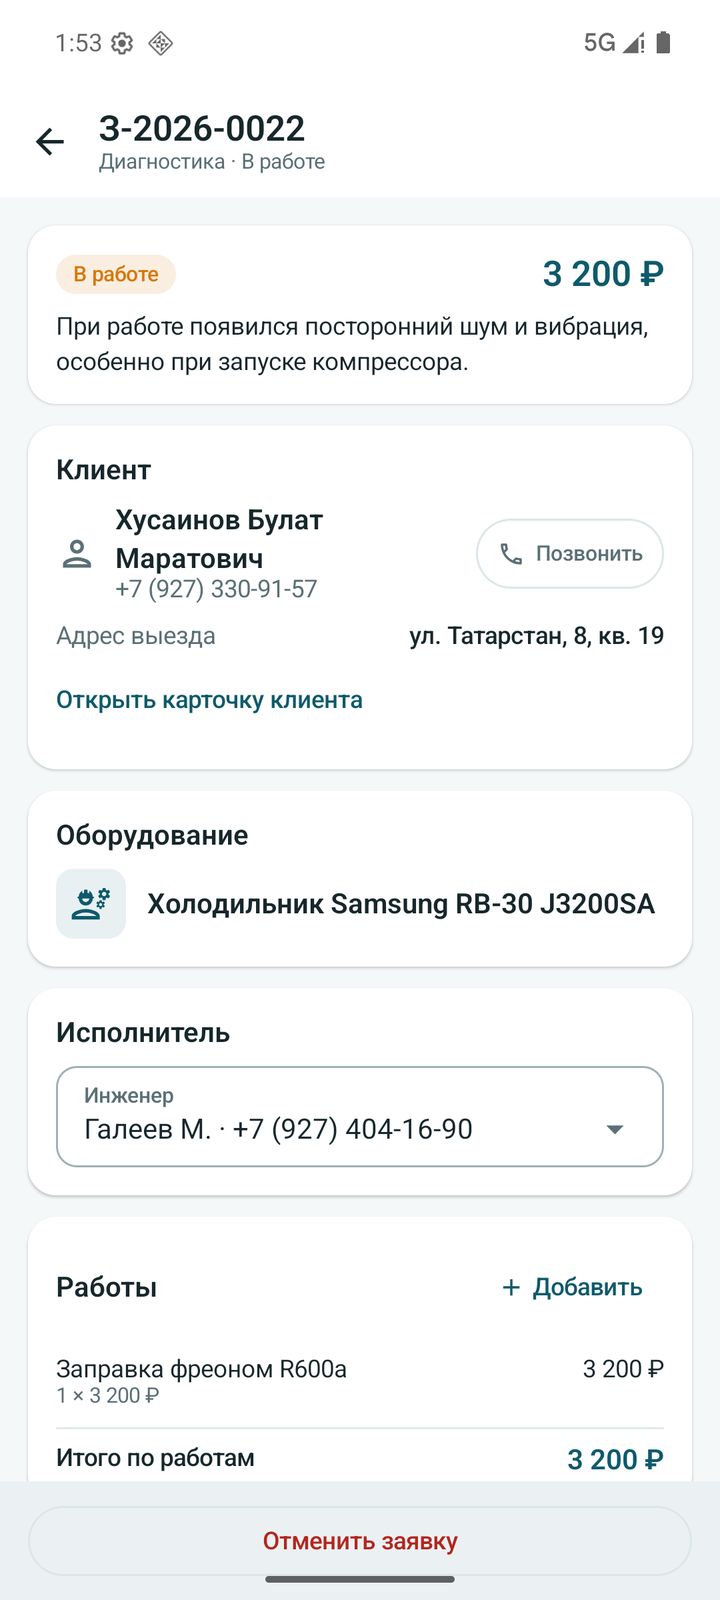 1:53
5G
З-2026-0022
Диагностика · В работе
В работе
3 200 ₽
При работе появился посторонний шум и вибрация,
особенно при запуске компрессора.
Клиент
Хусаинов Булат
Маратович
+7 (927) 330-91-57
Позвонить
Адрес выезда
ул. Татарстан, 8, кв. 19
Открыть карточку клиента
Оборудование
Холодильник Samsung RB-30 J3200SA
Исполнитель
Инженер
Галеев М. · +7 (927) 404-16-90
Работы
+ Добавить
Заправка фреоном R600a
3 200 ₽
1 × 3 200 ₽
Итого по работам
3 200 ₽
Отменить заявку